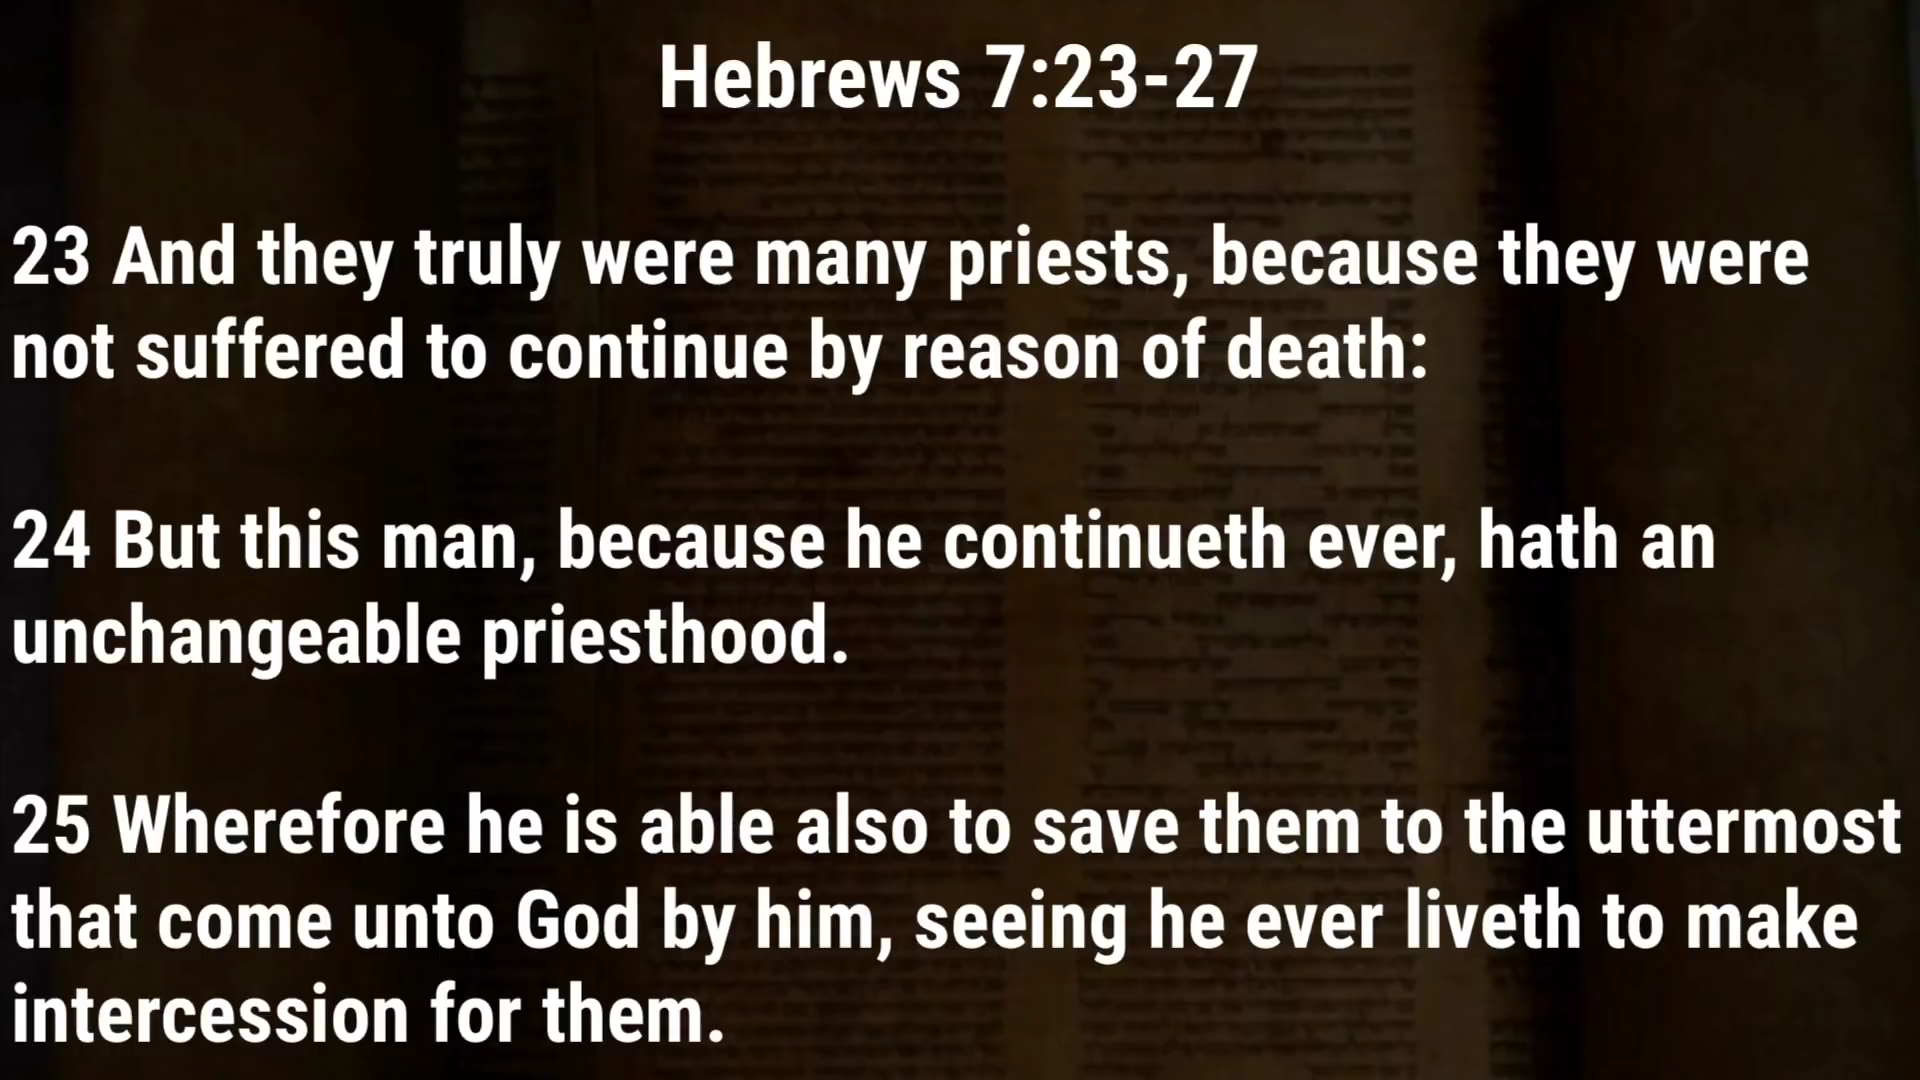 Hebrews 7:23-27
23 And they truly were many priests, because they were
not suffered to continue by reason of death:
24 But this man, because he continueth ever, hath an
unchangeable priesthood.
25 Wherefore he is able also to save them to the uttermost
that come unto God by him, seeing he ever liveth to make
intercession for them.